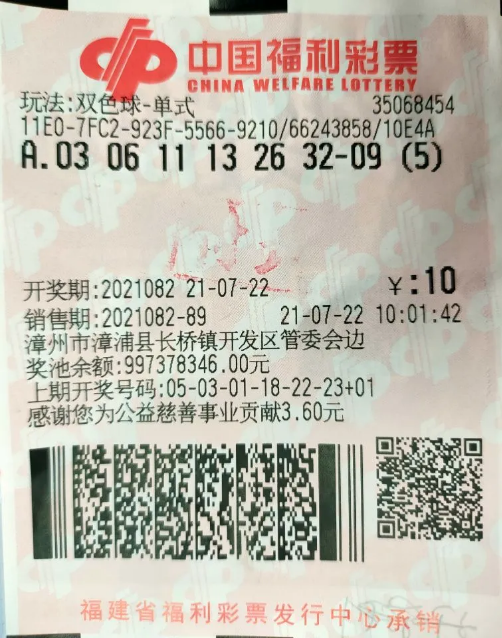 中国福利彩票
CHINA WELFARE LOTTERY
玩法:双色球-单式 35068454
11E0-7FC2-923F-5566-9210/66243858/10E4A
A.03 06 11 13 26 32-09 (5)
开奖期:2021082 21-07-22 ¥:10
销售期:2021082-89 21-07-22 10:01:42
漳州市漳浦县长桥镇开发区管委会边
奖池余额:997378346.00元
上期开奖号码:05-03-01-18-22-23+01
感谢您为公益慈善事业贡献3.60元
福建省福利彩票发行中心承销